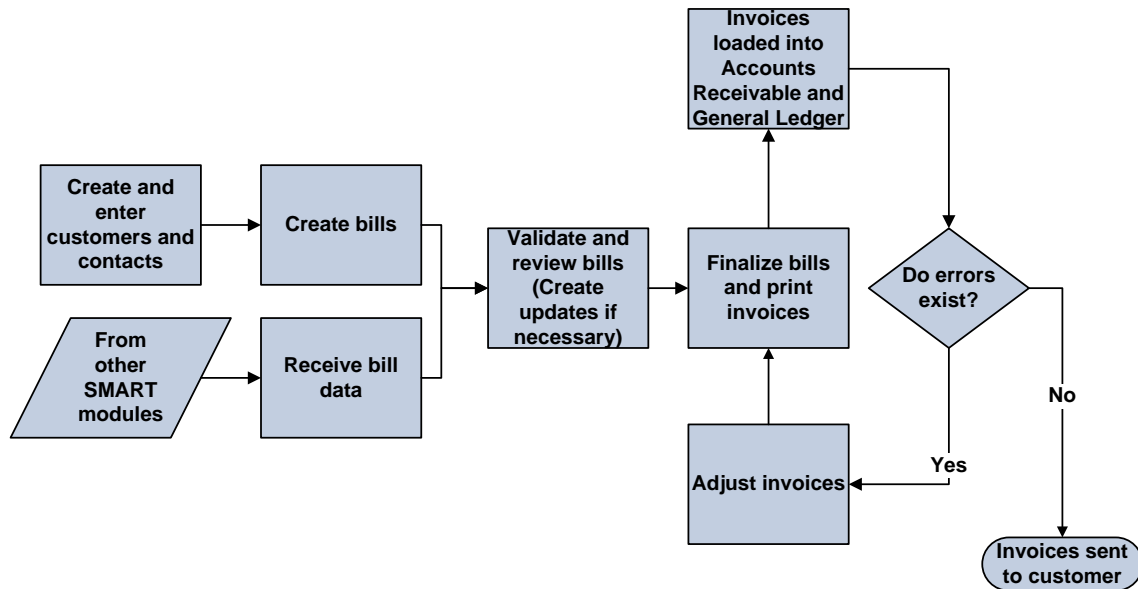 Create and
enter
customers and
contacts
Create bills
From
other
SMART
modules
Receive bill
data
Validate and
review bills
(Create
updates if
necessary)
Finalize bills
and print
invoices
Invoices
loaded into
Accounts
Receivable and
General Ledger
Do errors
exist?
Yes
Adjust invoices
No
Invoices sent
to customer